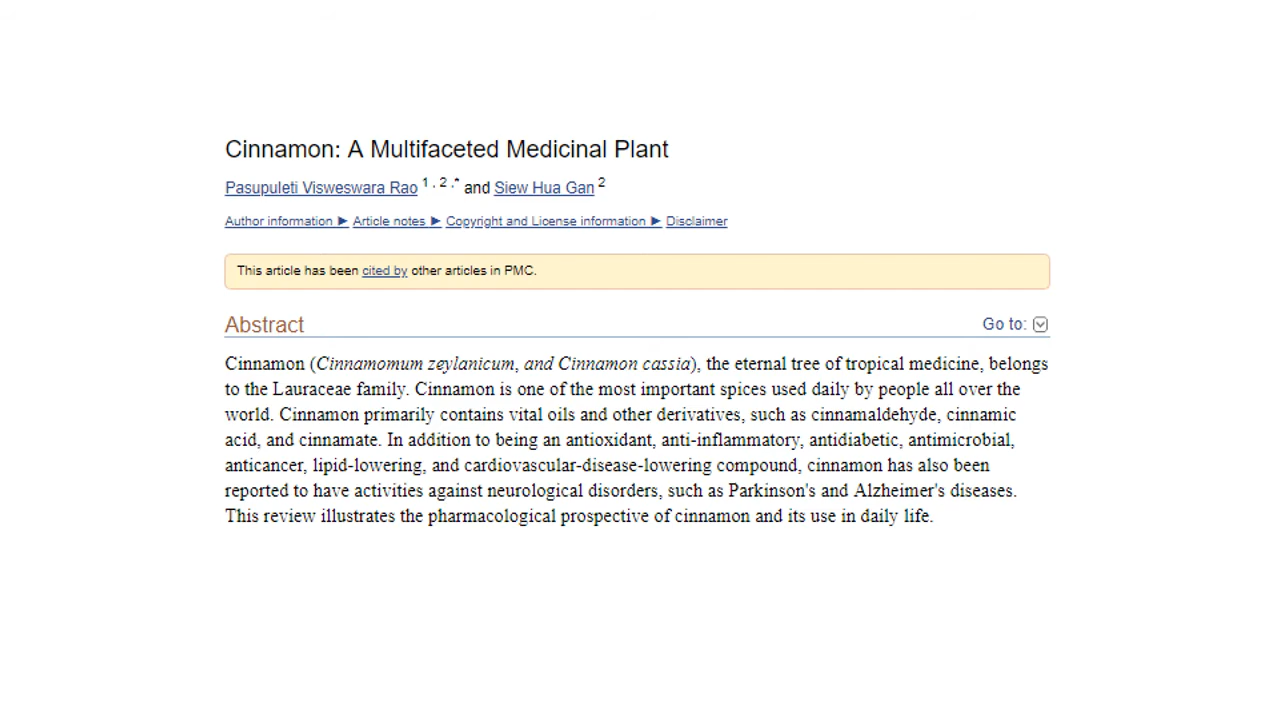 Cinnamon: A Multifaceted Medicinal Plant
Pasupuleti Visweswara Rao 1 , 2 ,* and Siew Hua Gan 2
Author information ► Article notes ► Copyright and License information ► Disclaimer
This article has been cited by other articles in PMC.
Abstract Go to:
Cinnamon (Cinnamomum zeylanicum, and Cinnamon cassia), the eternal tree of tropical medicine, belongs
to the Lauraceae family. Cinnamon is one of the most important spices used daily by people all over the
world. Cinnamon primarily contains vital oils and other derivatives, such as cinnamaldehyde, cinnamic
acid, and cinnamate. In addition to being an antioxidant, anti-inflammatory, antidiabetic, antimicrobial,
anticancer, lipid-lowering, and cardiovascular-disease-lowering compound, cinnamon has also been
reported to have activities against neurological disorders, such as Parkinson's and Alzheimer's diseases.
This review illustrates the pharmacological prospective of cinnamon and its use in daily life.